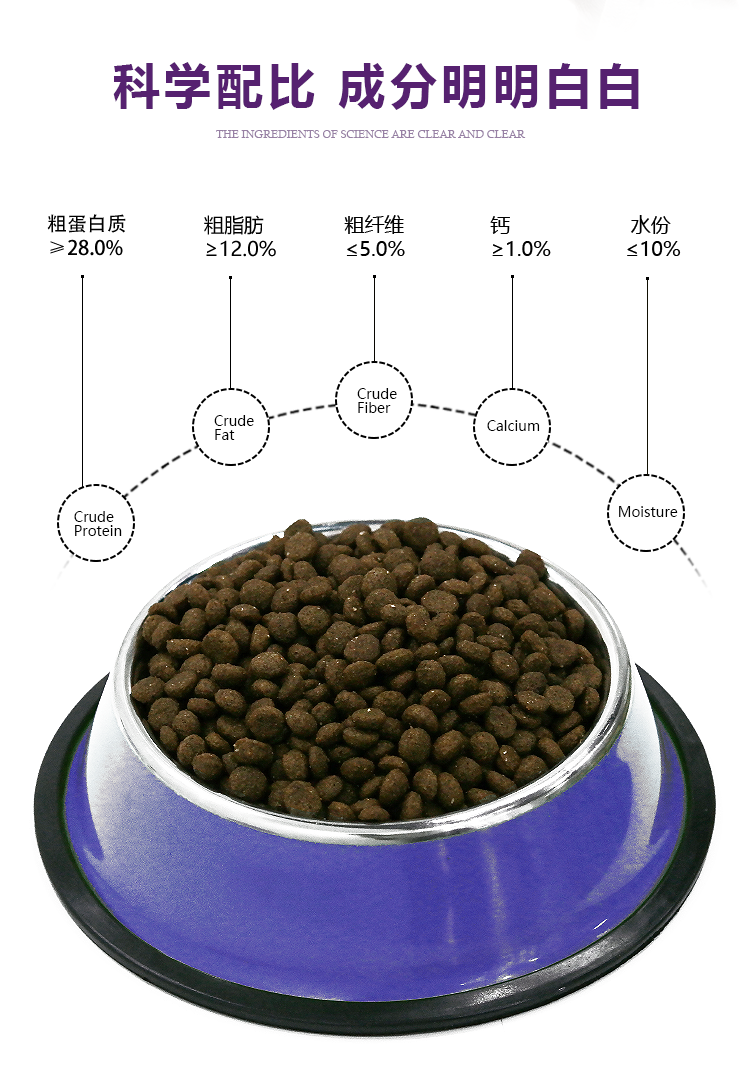 科学配比 成分明明白白
THE INGREDIENTS OF SCIENCE ARE CLEAR AND CLEAR
粗蛋白质
≥28.0%
粗脂肪
≥12.0%
粗纤维
≤5.0%
钙
≥1.0%
水份
≤10%
Crude
Protein
Crude
Fat
Crude
Fiber
Calcium
Moisture